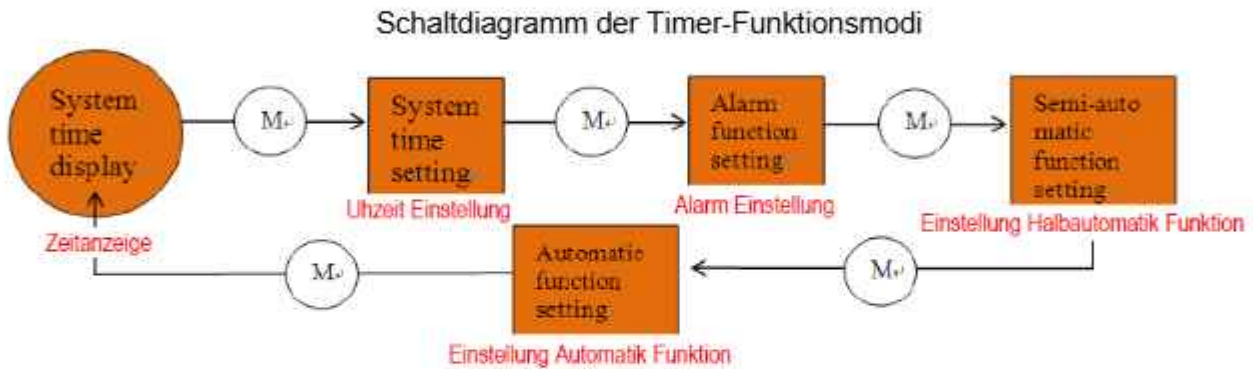 Schaltdiagramm der Timer-Funktionsmodi
System
time
display
M
System
time
setting
M
Alarm
function
setting
M
Semi-auto
matic
function
setting
Uhzeit Einstellung
Alarm Einstellung
Einstellung Halbautomatik Funktion
Zeitanzeige
M
Automatic
function
setting
M
Einstellung Automatik Funktion